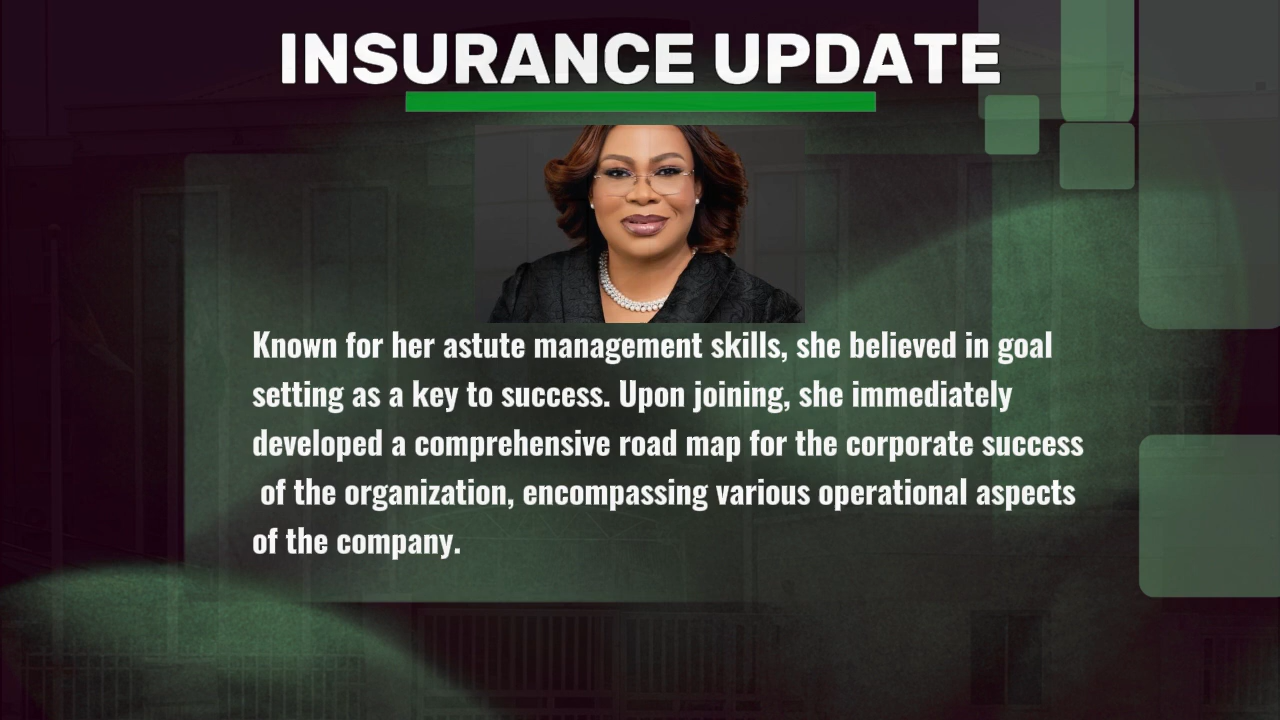 INSURANCE UPDATE
Known for her astute management skills, she believed in goal
setting as a key to success. Upon joining, she immediately
developed a comprehensive road map for the corporate success
of the organization, encompassing various operational aspects
of the company.